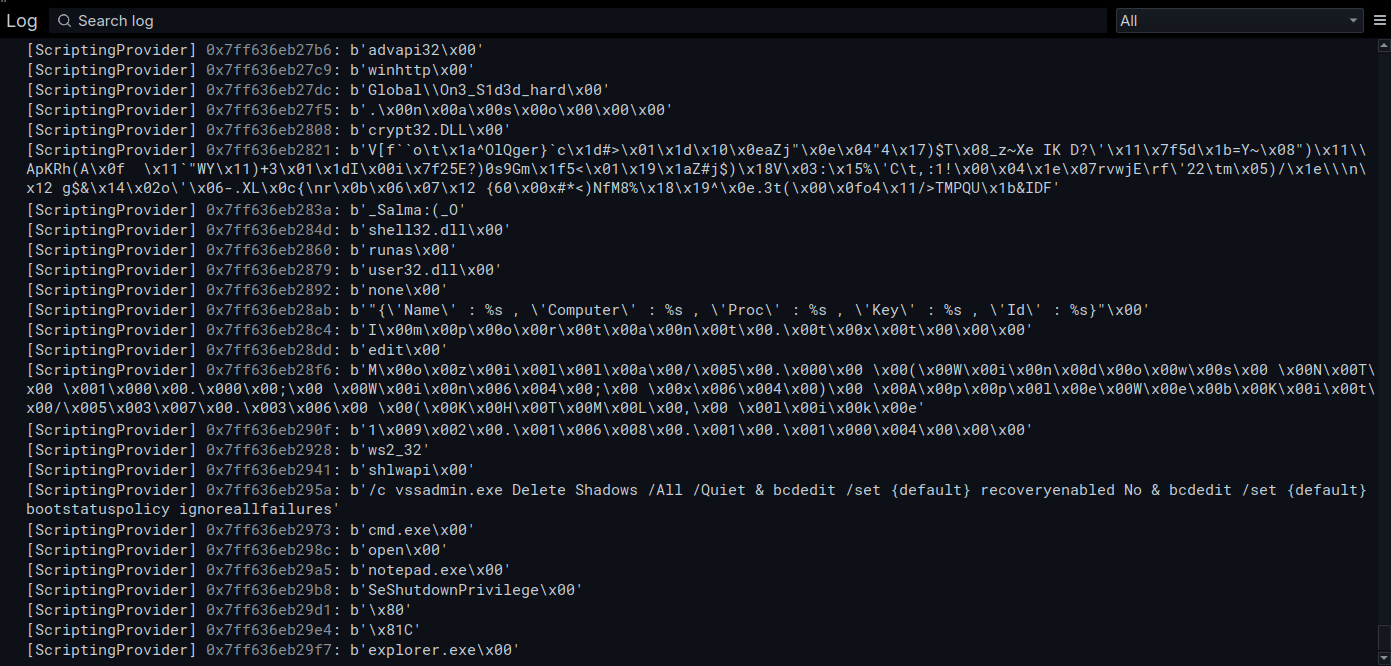 Log
Search log
All
[ScriptingProvider] 0x7ff636eb27b6: b'advapi32\x00'
[ScriptingProvider] 0x7ff636eb27c9: b'winhttp\x00'
[ScriptingProvider] 0x7ff636eb27dc: b'Global\\On3_S1d3d_hard\x00'
[ScriptingProvider] 0x7ff636eb27f5: b'.\x00n\x00a\x00s\x00o\x00\x00\x00'
[ScriptingProvider] 0x7ff636eb2808: b'crypt32.DLL\x00'
[ScriptingProvider] 0x7ff636eb2821: b'V[f``o\t\x1a^OlQger}`c\x1d#>\x01\x1d\x10\x0eaZj"\x0e\x04"4\x17)$T\x08_z~Xe IK D?\'\x11\x7f5d\x1b=Y~\x08")\x11\\
ApKRh(A\x0f  \x11`"WY\x11)+3\x01\x1dI\x00i\x7f25E?)0s9Gm\x1f5<\x01\x19\x1aZ#j$)\x18V\x03:\x15%\'C\t,:1!\x00\x04\x1e\x07rvwjE\rf\'22\tm\x05)/\x1e\\\n\
x12 g$&\x14\x02o\'\x06-.XL\x0c{\nr\x0b\x06\x07\x12 {60\x00x#*<)NfM8%\x18\x19^\x0e.3t(\x00\x0fo4\x11/>TMPQU\x1b&IDF'
[ScriptingProvider] 0x7ff636eb283a: b'_Salma:(_O'
[ScriptingProvider] 0x7ff636eb284d: b'shell32.dll\x00'
[ScriptingProvider] 0x7ff636eb2860: b'runas\x00'
[ScriptingProvider] 0x7ff636eb2879: b'user32.dll\x00'
[ScriptingProvider] 0x7ff636eb2892: b'none\x00'
[ScriptingProvider] 0x7ff636eb28ab: b'"{\'Name\' : %s , \'Computer\' : %s , \'Proc\' : %s , \'Key\' : %s , \'Id\' : %s}"\x00'
[ScriptingProvider] 0x7ff636eb28c4: b'I\x00m\x00p\x00o\x00r\x00t\x00a\x00n\x00t\x00.\x00t\x00x\x00t\x00\x00\x00'
[ScriptingProvider] 0x7ff636eb28dd: b'edit\x00'
[ScriptingProvider] 0x7ff636eb28f6: b'M\x00o\x00z\x00i\x00l\x00l\x00a\x00/\x005\x00.\x000\x00 \x00(\x00W\x00i\x00n\x00d\x00o\x00w\x00s\x00 \x00N\x00T\
x00 \x001\x000\x00.\x000\x00;\x00 \x00W\x00i\x00n\x006\x004\x00;\x00 \x00x\x006\x004\x00)\x00 \x00A\x00p\x00p\x00l\x00e\x00W\x00e\x00b\x00K\x00i\x00t\
x00/\x005\x003\x007\x00.\x003\x006\x00 \x00(\x00K\x00H\x00T\x00M\x00L\x00,\x00 \x00l\x00i\x00k\x00e'
[ScriptingProvider] 0x7ff636eb290f: b'1\x009\x002\x00.\x001\x006\x008\x00.\x001\x00.\x001\x000\x004\x00\x00\x00'
[ScriptingProvider] 0x7ff636eb2928: b'ws2_32'
[ScriptingProvider] 0x7ff636eb2941: b'shlwapi\x00'
[ScriptingProvider] 0x7ff636eb295a: b'/c vssadmin.exe Delete Shadows /All /Quiet & bcdedit /set {default} recoveryenabled No & bcdedit /set {default}
bootstatuspolicy ignoreallfailures'
[ScriptingProvider] 0x7ff636eb2973: b'cmd.exe\x00'
[ScriptingProvider] 0x7ff636eb298c: b'open\x00'
[ScriptingProvider] 0x7ff636eb29a5: b'notepad.exe\x00'
[ScriptingProvider] 0x7ff636eb29b8: b'SeShutdownPrivilege\x00'
[ScriptingProvider] 0x7ff636eb29d1: b'\x80'
[ScriptingProvider] 0x7ff636eb29e4: b'\x81C'
[ScriptingProvider] 0x7ff636eb29f7: b'explorer.exe\x00'